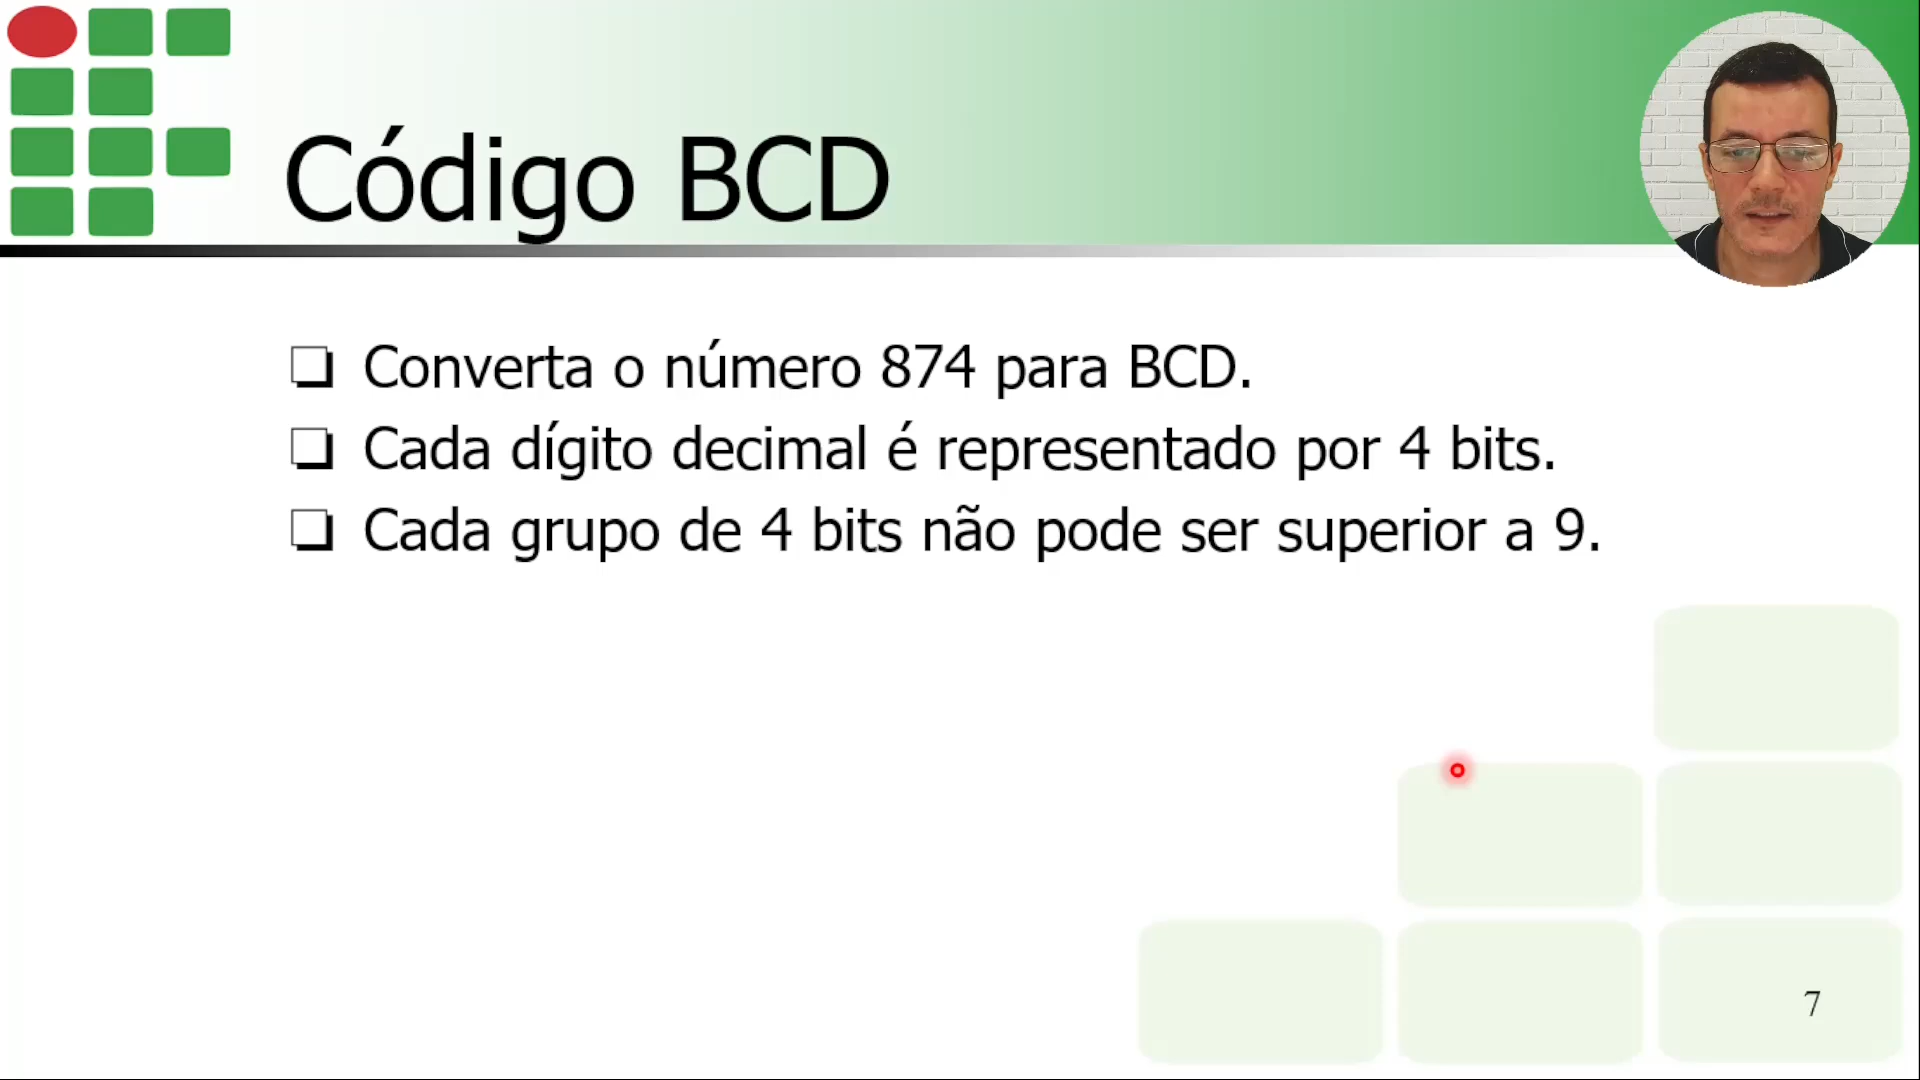 Código BCD
Converta o número 874 para BCD.
Cada dígito decimal é representado por 4 bits.
Cada grupo de 4 bits não pode ser superior a 9.
7